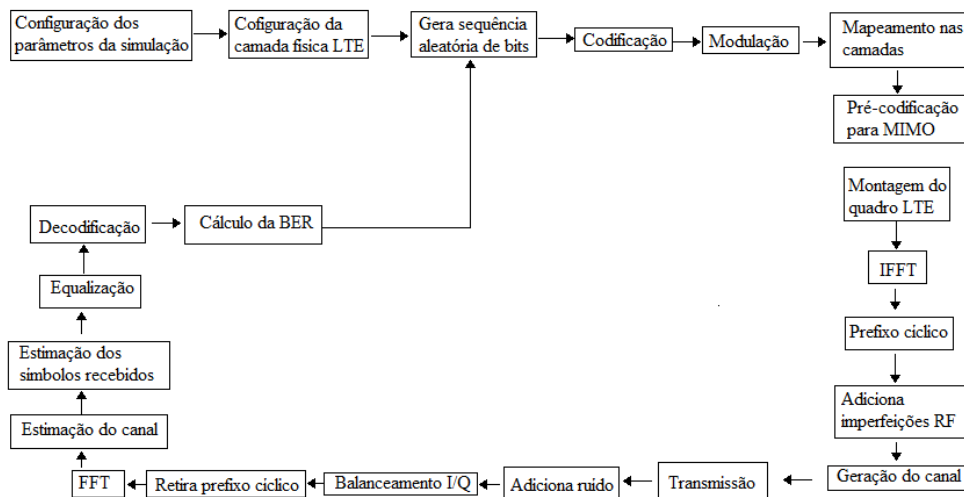 Configuração dos
parâmetros da simulação
Cofiguração da
camada física LTE
Gera sequência
aleatória de bits
Codificação
Modulação
Mapeamento nas
camadas
Pré-codificação
para MIMO
Montagem do
quadro LTE
IFFT
Prefixo cíclico
Adiciona
imperfeições RF
Geração do canal
Transmissão
Adiciona ruido
Balanceamento I/Q
Retira prefixo cíclico
FFT
Estimação do canal
Estimação dos
símbolos recebidos
Equalização
Decodificação
Cálculo da BER